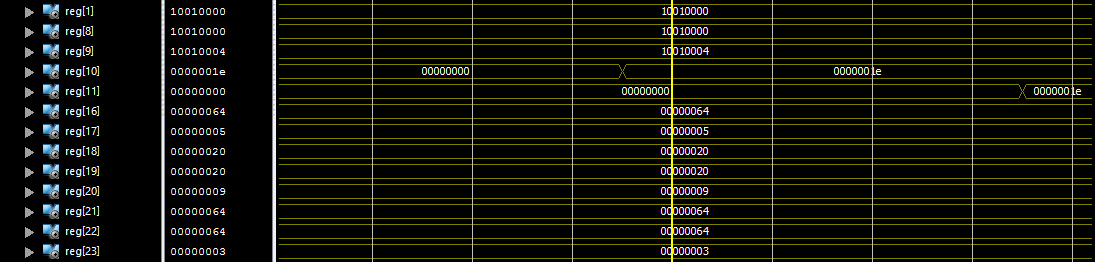 reg[1] 10010000 10010000
reg[8] 10010000 10010000
reg[9] 10010004 10010004
reg[10] 0000001e 00000000 0000001e
reg[11] 00000000 00000000 0000001e
reg[16] 00000064 00000064
reg[17] 00000005 00000005
reg[18] 00000020 00000020
reg[19] 00000020 00000020
reg[20] 00000009 00000009
reg[21] 00000064 00000064
reg[22] 00000064 00000064
reg[23] 00000003 00000003